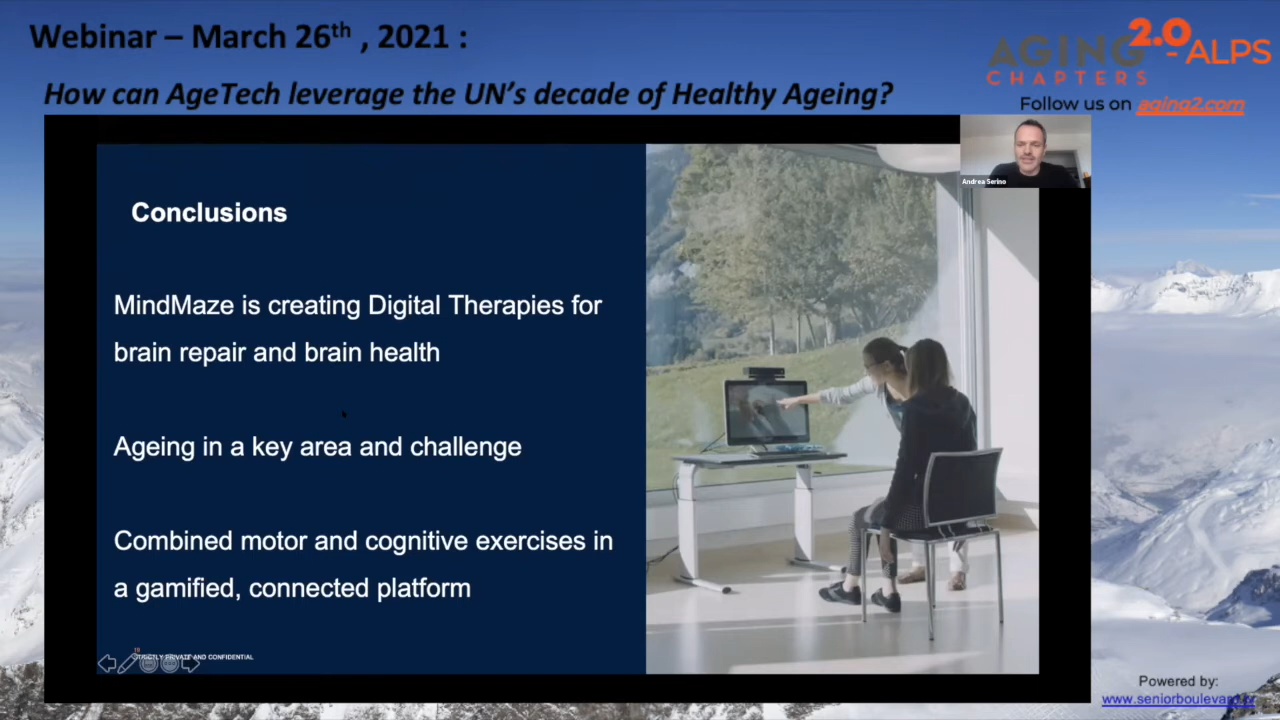 Webinar – March 26th , 2021 :
How can AgeTech leverage the UN's decade of Healthy Ageing?
AGING 2.0
- ALPS
CHAPTERS
Follow us on aging2.com
Andrea Serino
Conclusions
MindMaze is creating Digital Therapies for
brain repair and brain health
Ageing in a key area and challenge
Combined motor and cognitive exercises in
a gamified, connected platform
STRICTLY PRIVATE AND CONFIDENTIAL
Powered by: